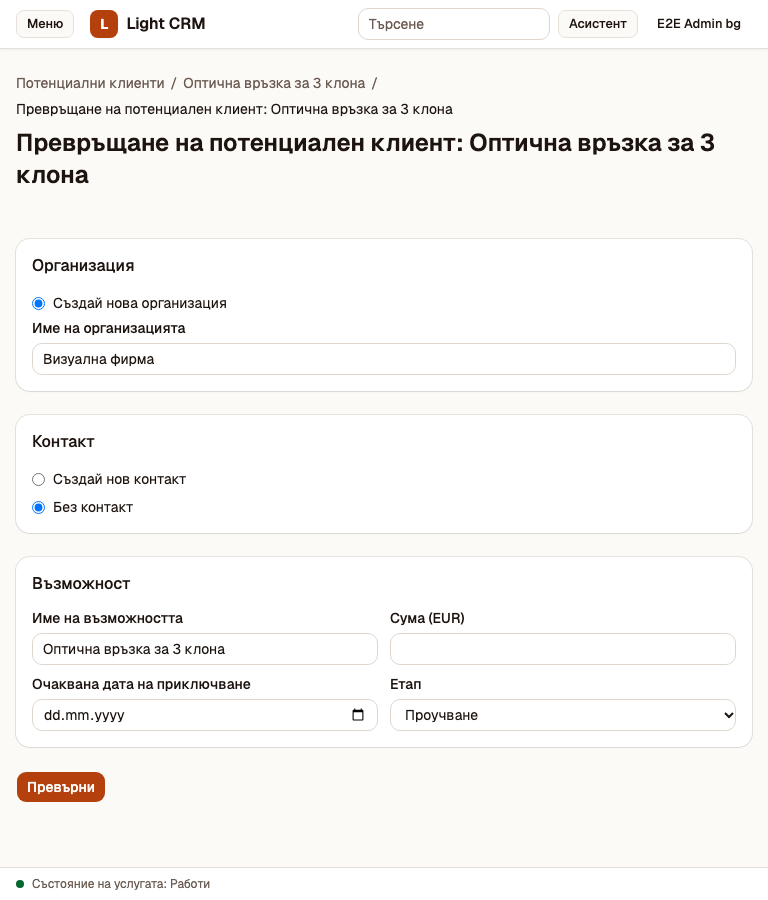 Меню
L
Light CRM
Търсене
Асистент
E2E Admin bg
Потенциални клиенти / Оптична връзка за 3 клона /
Превръщане на потенциален клиент: Оптична връзка за 3 клона
Превръщане на потенциален клиент: Оптична връзка за 3
клона
Организация
Създай нова организация
Име на организацията
Визуална фирма
Контакт
Създай нов контакт
Без контакт
Възможност
Име на възможността
Сума (EUR)
Оптична връзка за 3 клона
Очаквана дата на приключване
Етап
dd.mm.yyyy
Проучване
Превърни
Състояние на услугата: Работи